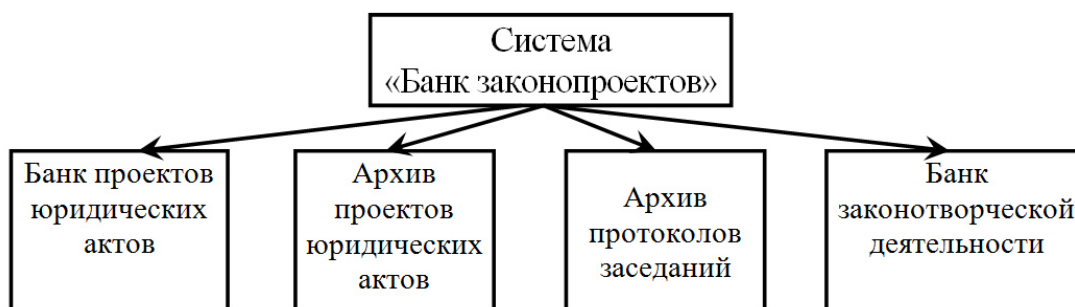 Система
«Банк законопроектов»
Банк проектов
юридических
актов
Архив
проектов
юридических
актов
Архив
протоколов
заседаний
Банк
законотворческой
деятельности